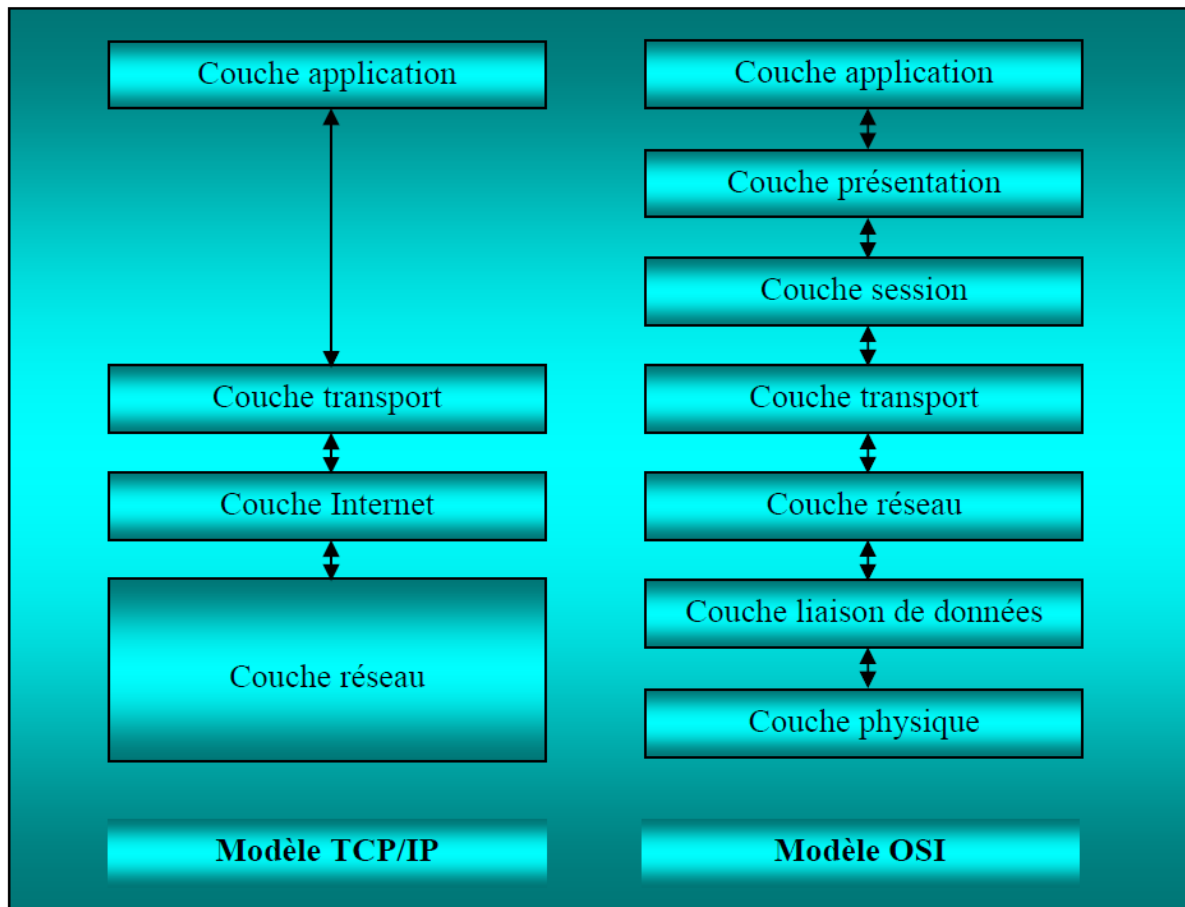 Couche application
Couche transport
Couche Internet
Couche réseau
Modèle TCP/IP
Couche application
Couche présentation
Couche session
Couche transport
Couche réseau
Couche liaison de données
Couche physique
Modèle OSI